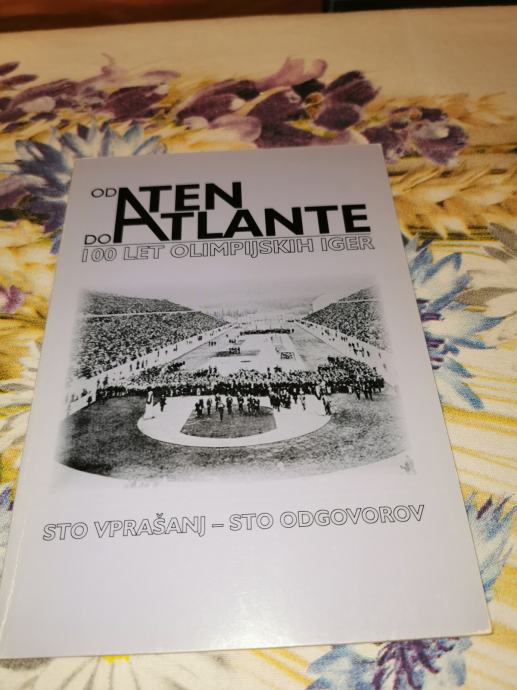 OD ATEN
DO ATLANTE
100 LET OLIMPIJSKIH IGER
STO VPRAŠANJ – STO ODGOVOROV